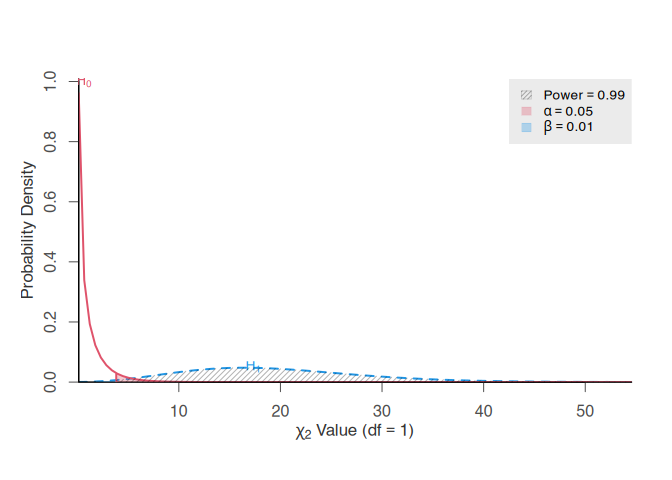 H₀
Power = 0.99
α = 0.05
β = 0.01
1.0
0.8
0.6
0.4
0.2
0.0
Probability Density
H₁
10 20 30 40 50
χ₂ Value (df = 1)